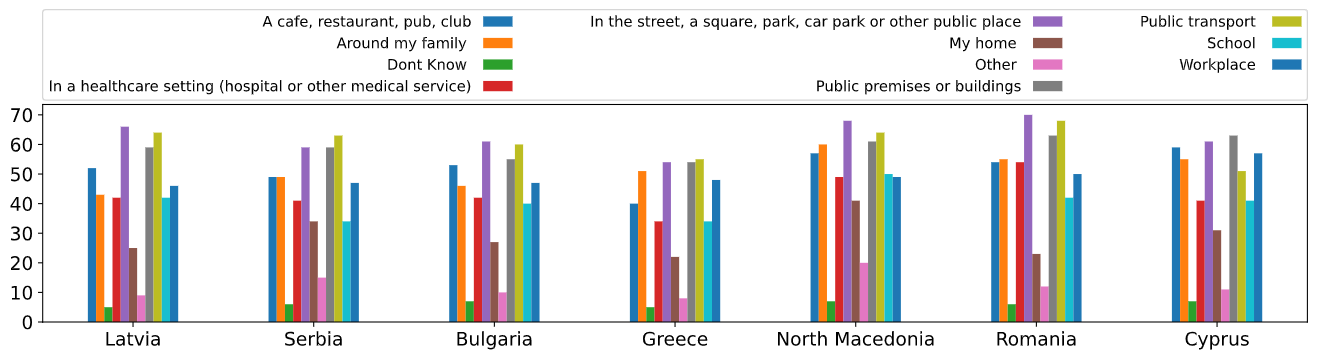 A cafe, restaurant, pub, club
Around my family
Dont Know
In a healthcare setting (hospital or other medical service)
In the street, a square, park, car park or other public place
My home
Other
Public premises or buildings
Public transport
School
Workplace
70
60
50
40
30
20
10
0
Latvia
Serbia
Bulgaria
Greece
North Macedonia
Romania
Cyprus